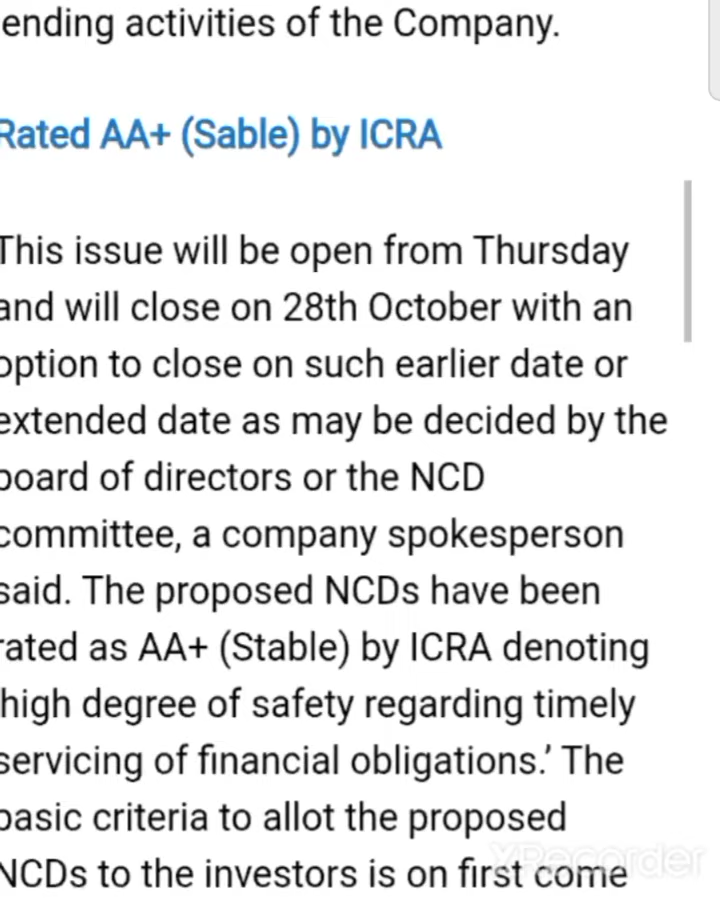 ending activities of the Company.
Rated AA+ (Sable) by ICRA
This issue will be open from Thursday
and will close on 28th October with an
option to close on such earlier date or
extended date as may be decided by the
board of directors or the NCD
committee, a company spokesperson
said. The proposed NCDs have been
rated as AA+ (Stable) by ICRA denoting
high degree of safety regarding timely
servicing of financial obligations.’ The
basic criteria to allot the proposed
NCDs to the investors is on first come
XRecorder